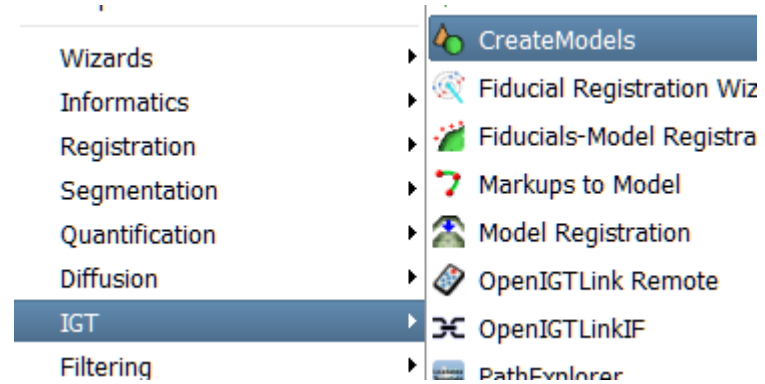 Wizards
Informatics
Registration
Segmentation
Quantification
Diffusion
IGT
Filtering
CreateModels
Fiducial Registration Wiz
Fiducials-Model Registra
Markups to Model
Model Registration
OpenIGTLink Remote
OpenIGTLinkIF
PathExplorer